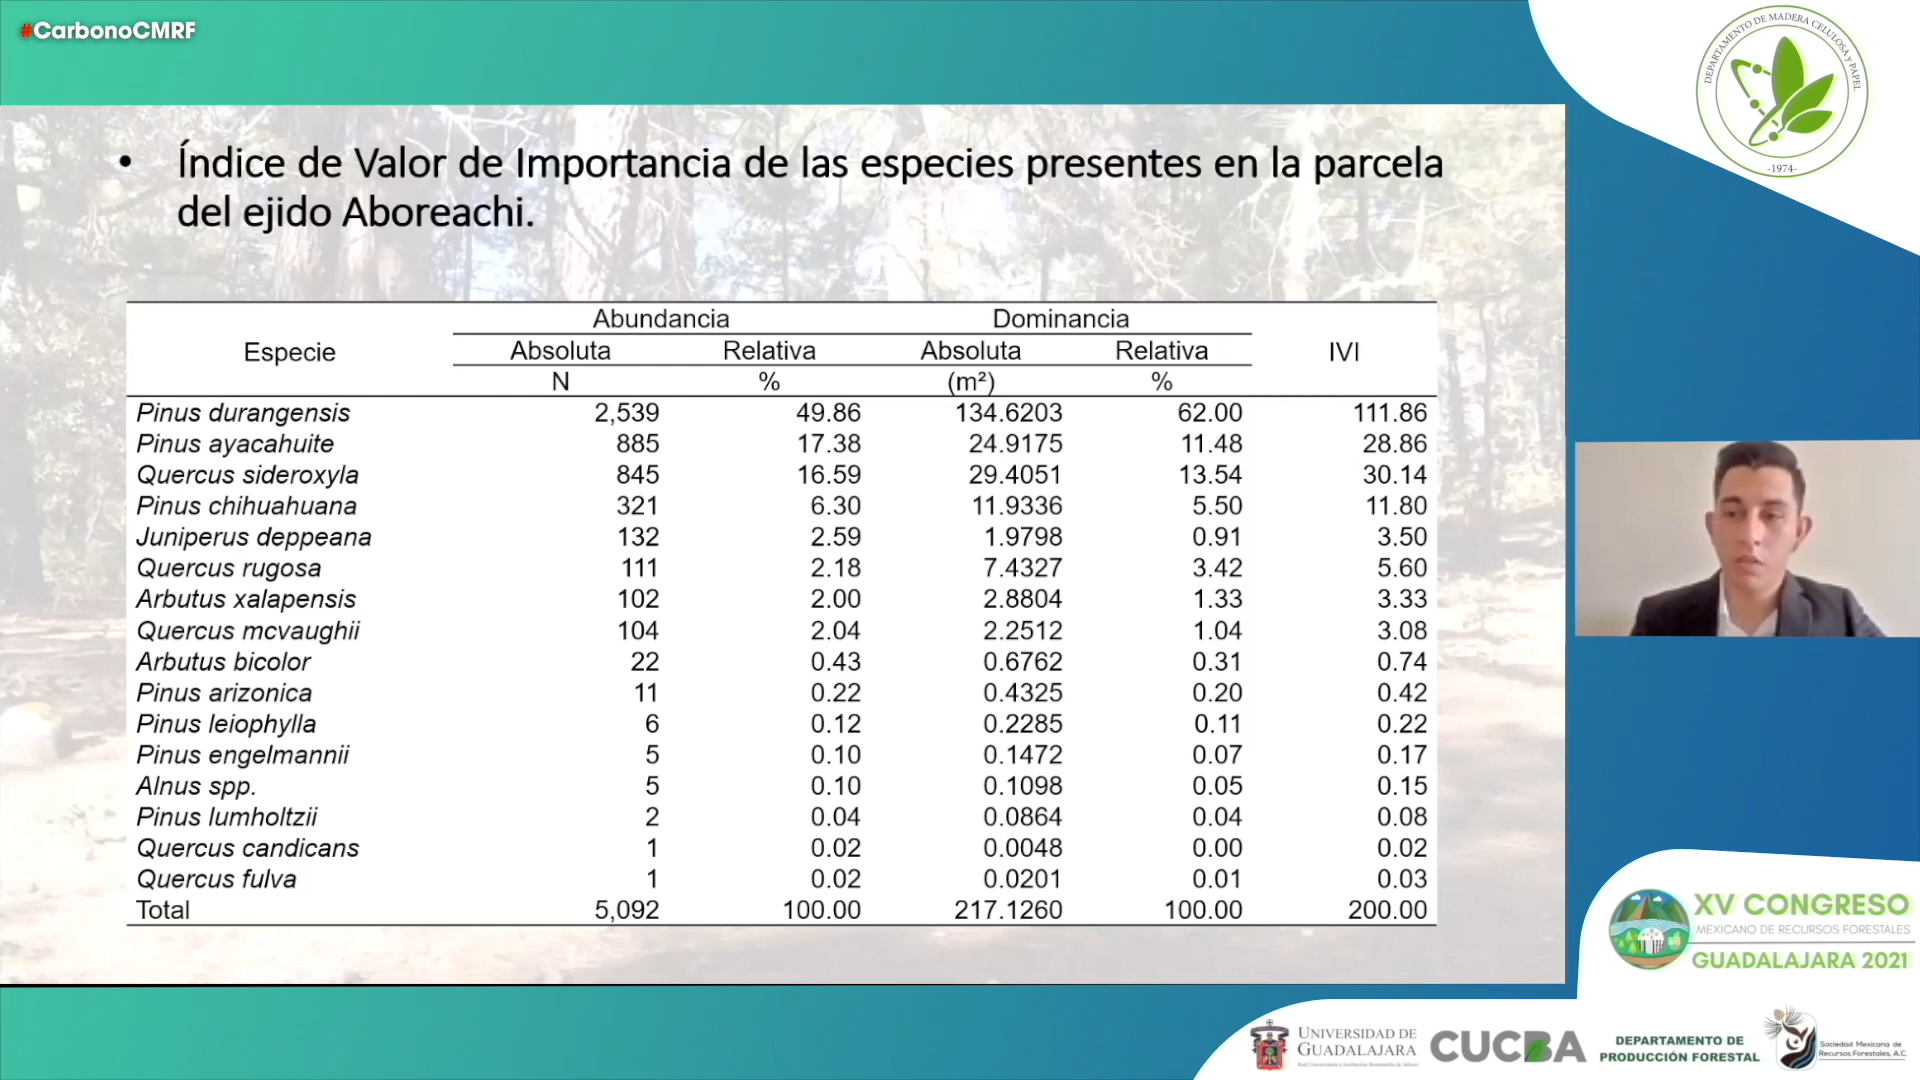 #CarbonoCMRF
DEPARTAMENTO DE MADERA CELULOSA y PAPEL
-1974-
• Índice de Valor de Importancia de las especies presentes en la parcela
del ejido Aboreachi.
Especie Abundancia Dominancia IVI
Absoluta Relativa Absoluta Relativa
N % (m²) %
Pinus durangensis 2,539 49.86 134.6203 62.00 111.86
Pinus ayacahuite 885 17.38 24.9175 11.48 28.86
Quercus sideroxyla 845 16.59 29.4051 13.54 30.14
Pinus chihuahuana 321 6.30 11.9336 5.50 11.80
Juniperus deppeana 132 2.59 1.9798 0.91 3.50
Quercus rugosa 111 2.18 7.4327 3.42 5.60
Arbutus xalapensis 102 2.00 2.8804 1.33 3.33
Quercus mcvaughii 104 2.04 2.2512 1.04 3.08
Arbutus bicolor 22 0.43 0.6762 0.31 0.74
Pinus arizonica 11 0.22 0.4325 0.20 0.42
Pinus leiophylla 6 0.12 0.2285 0.11 0.22
Pinus engelmannii 5 0.10 0.1472 0.07 0.17
Alnus spp. 5 0.10 0.1098 0.05 0.15
Pinus lumholtzii 2 0.04 0.0864 0.04 0.08
Quercus candicans 1 0.02 0.0048 0.00 0.02
Quercus fulva 1 0.02 0.0201 0.01 0.03
Total 5,092 100.00 217.1260 100.00 200.00
XV CONGRESO
MEXICANO DE RECURSOS FORESTALES
GUADALAJARA 2021
UNIVERSIDAD DE
GUADALAJARA
CUCBA
DEPARTAMENTO DE
PRODUCCIÓN FORESTAL
Sociedad Mexicana de
Recursos Forestales, A.C.